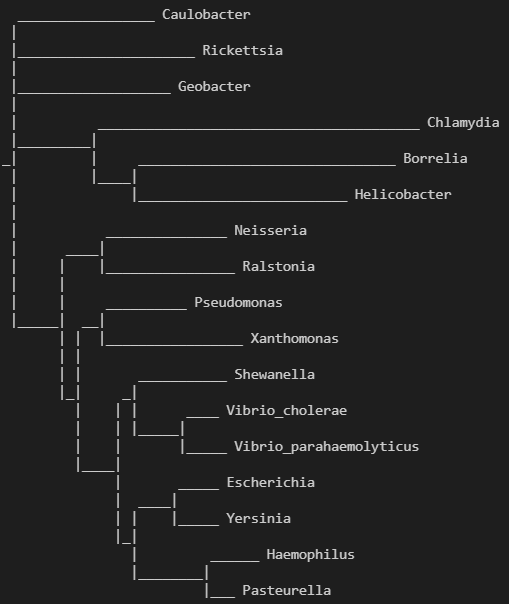 Caulobacter
Rickettsia
Geobacter
Chlamydia
Borrelia
Helicobacter
Neisseria
Ralstonia
Pseudomonas
Xanthomonas
Shewanella
Vibrio_cholerae
Vibrio_parahaemolyticus
Escherichia
Yersinia
Haemophilus
Pasteurella